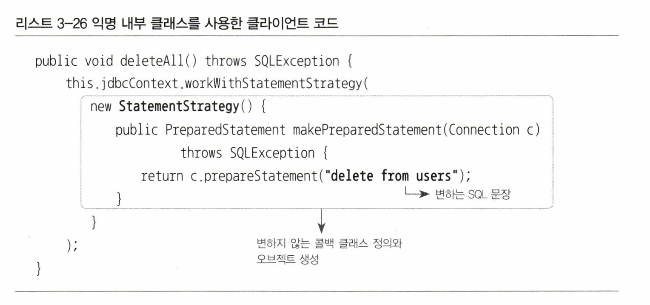 리스트 3-26 익명 내부 클래스를 사용한 클라이언트 코드
public void deleteAll() throws SQLException {
this.jdbcContext.workWithStatementStrategy(
new StatementStrategy() {
public PreparedStatement makePreparedStatement(Connection c)
throws SQLException {
return c.prepareStatement("delete from users");
}
변하는 SQL 문장
}
변하지 않는 콜백 클래스 정의와
오브젝트 생성
);
}